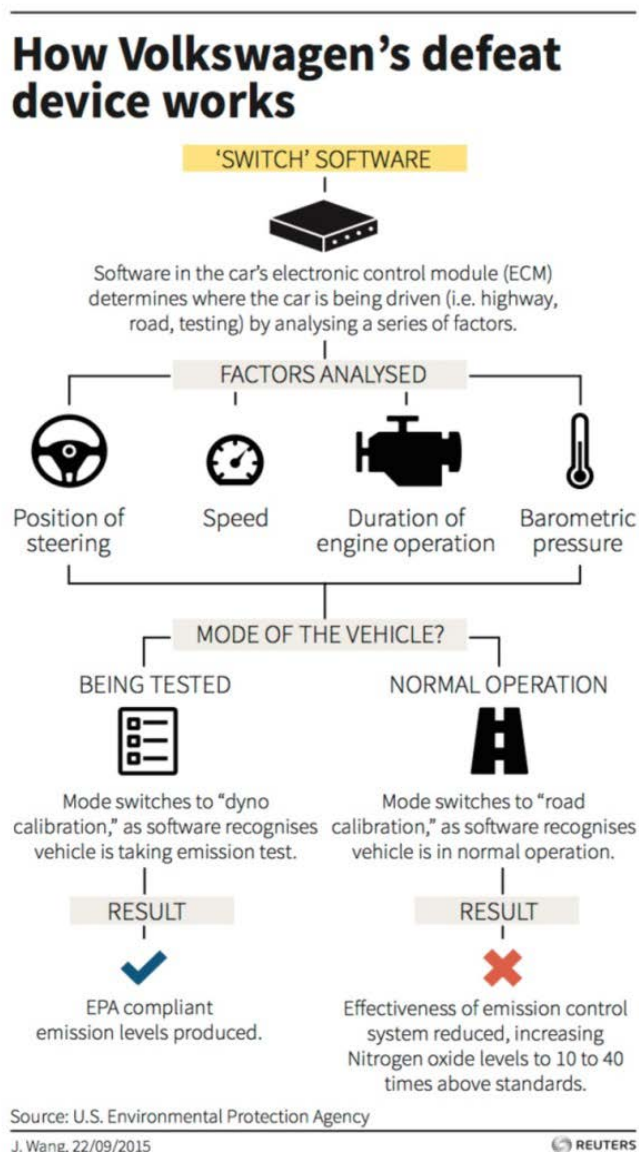 How Volkswagen's defeat
device works
'SWITCH' SOFTWARE
Software in the car's electronic control module (ECM)
determines where the car is being driven (i.e. highway,
road, testing) by analysing a series of factors.
FACTORS ANALYSED
Position of
steering
Speed
Duration of
engine operation
Barometric
pressure
MODE OF THE VEHICLE?
BEING TESTED
Mode switches to “dyno
calibration,” as software recognises
vehicle is taking emission test.
RESULT
EPA compliant
emission levels produced.
NORMAL OPERATION
Mode switches to “road
calibration,” as software recognises
vehicle is in normal operation.
RESULT
Effectiveness of emission control
system reduced, increasing
Nitrogen oxide levels to 10 to 40
times above standards.
Source: U.S. Environmental Protection Agency
J. Wang, 22/09/2015
REUTERS